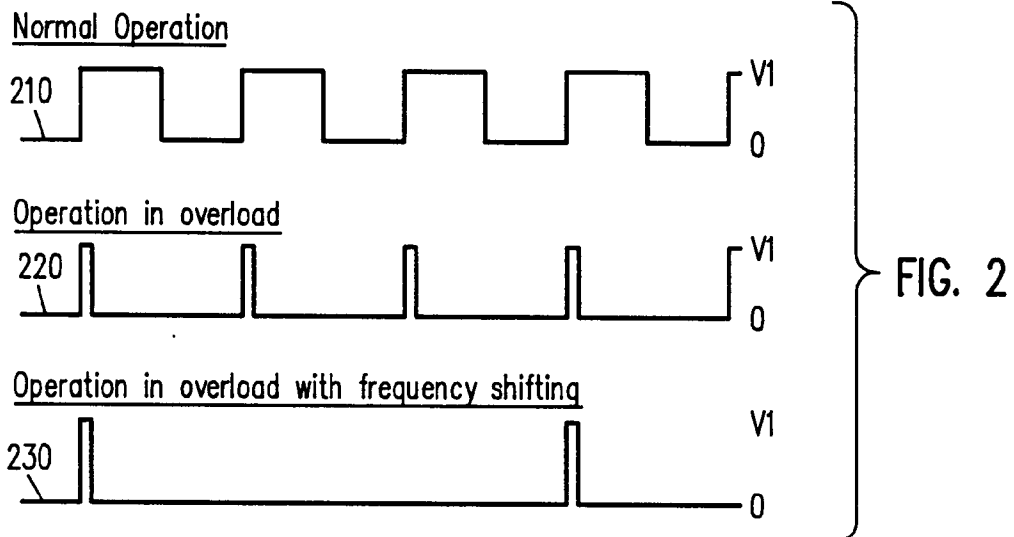 Normal Operation
210
V1
0
Operation in overload
220
V1
0
FIG. 2
Operation in overload with frequency shifting
230
V1
0